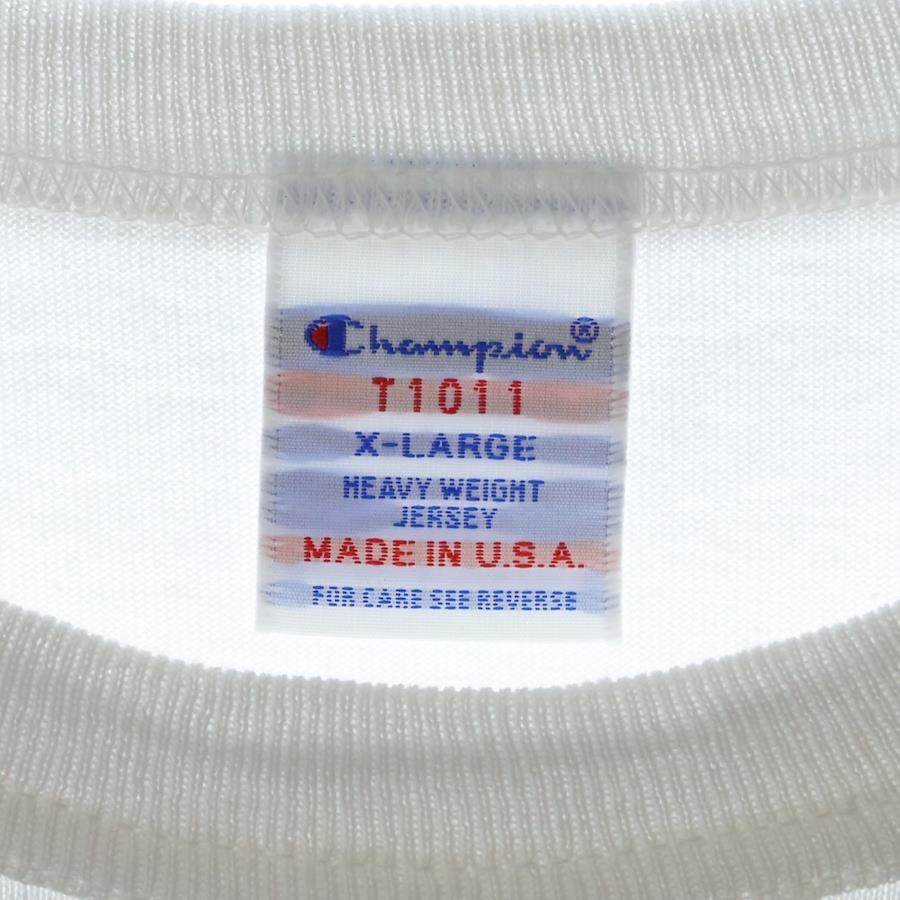 Champion®
T1011
X-LARGE
HEAVY WEIGHT
JERSEY
MADE IN U.S.A.
FOR CARE SEE REVERSE